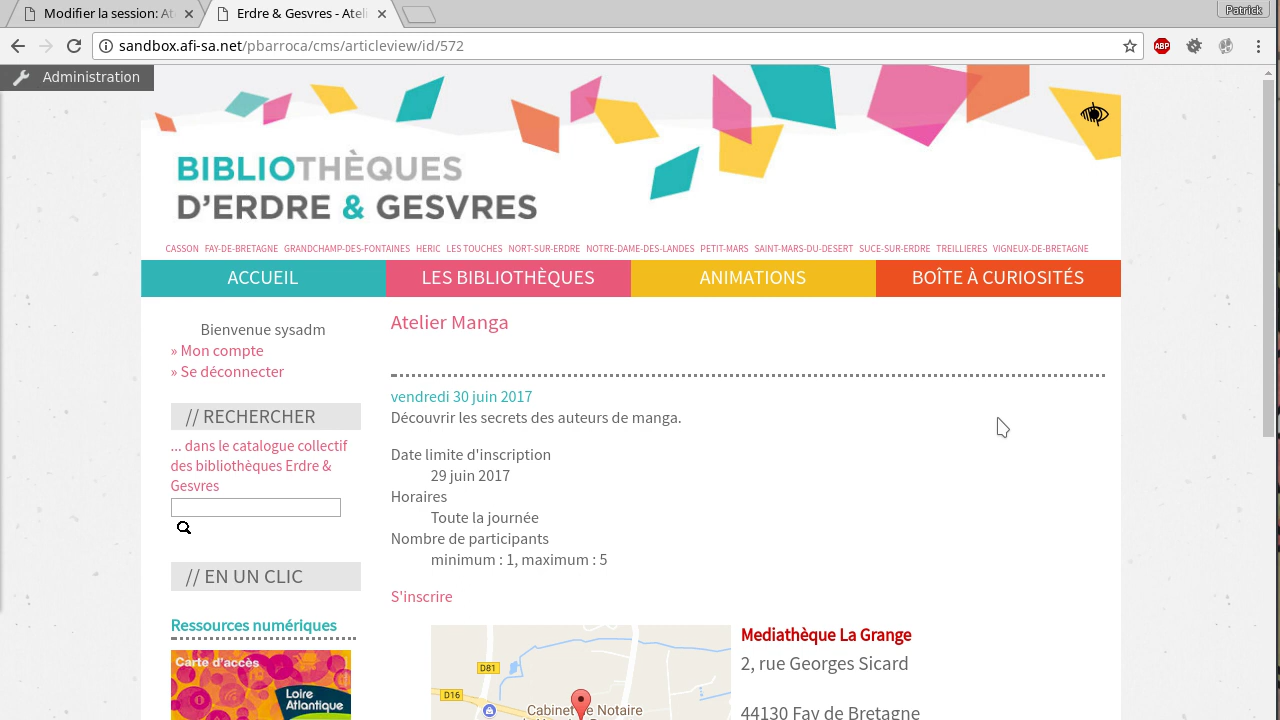 Modifier la session: At
Erdre & Gesvres - Ateli
Patrick
sandbox.afi-sa.net/pbarroca/cms/articleview/id/572
ABP
Administration
BIBLIOTHÈQUES
D'ERDRE & GESVRES
CASSON FAY-DE-BRETAGNE GRANDCHAMP-DES-FONTAINES HERIC LES TOUCHES NORT-SUR-ERDRE NOTRE-DAME-DES-LANDES PETIT-MARS SAINT-MARS-DU-DESERT SUCE-SUR-ERDRE TREILLIERES VIGNEUX-DE-BRETAGNE
ACCUEIL LES BIBLIOTHÈQUES ANIMATIONS BOÎTE À CURIOSITÉS
Bienvenue sysadm
» Mon compte
» Se déconnecter
// RECHERCHER
... dans le catalogue collectif
des bibliothèques Erdre &
Gesvres
// EN UN CLIC
Ressources numériques
Carte d'accès
Loire
Atlantique
Atelier Manga
vendredi 30 juin 2017
Découvrir les secrets des auteurs de manga.
Date limite d'inscription
29 juin 2017
Horaires
Toute la journée
Nombre de participants
minimum : 1, maximum : 5
S'inscrire
D81
D16
Cabinet de Notaire
Mediathèque La Grange
2, rue Georges Sicard
44130 Fay de Bretagne